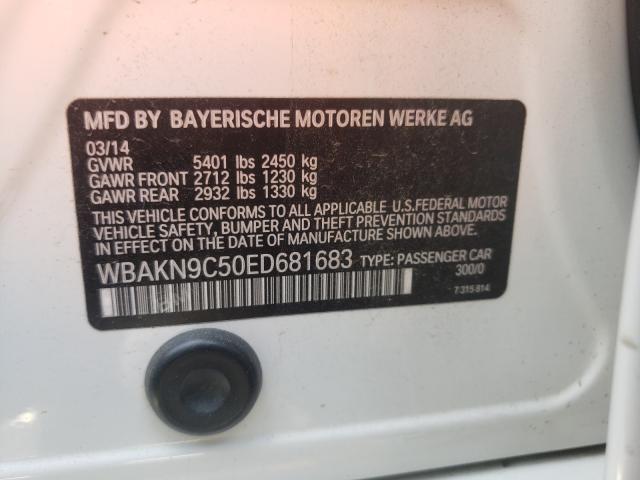 MFD BY BAYERISCHE MOTOREN WERKE AG
03/14
GVWR 5401 lbs 2450 kg
GAWR FRONT 2712 lbs 1230 kg
GAWR REAR 2932 lbs 1330 kg
THIS VEHICLE CONFORMS TO ALL APPLICABLE U.S.FEDERAL MOTOR
VEHICLE SAFETY, BUMPER AND THEFT PREVENTION STANDARDS
IN EFFECT ON THE DATE OF MANUFACTURE SHOWN ABOVE.
WBAKN9C50ED681683 TYPE: PASSENGER CAR
300/0
7-315-814